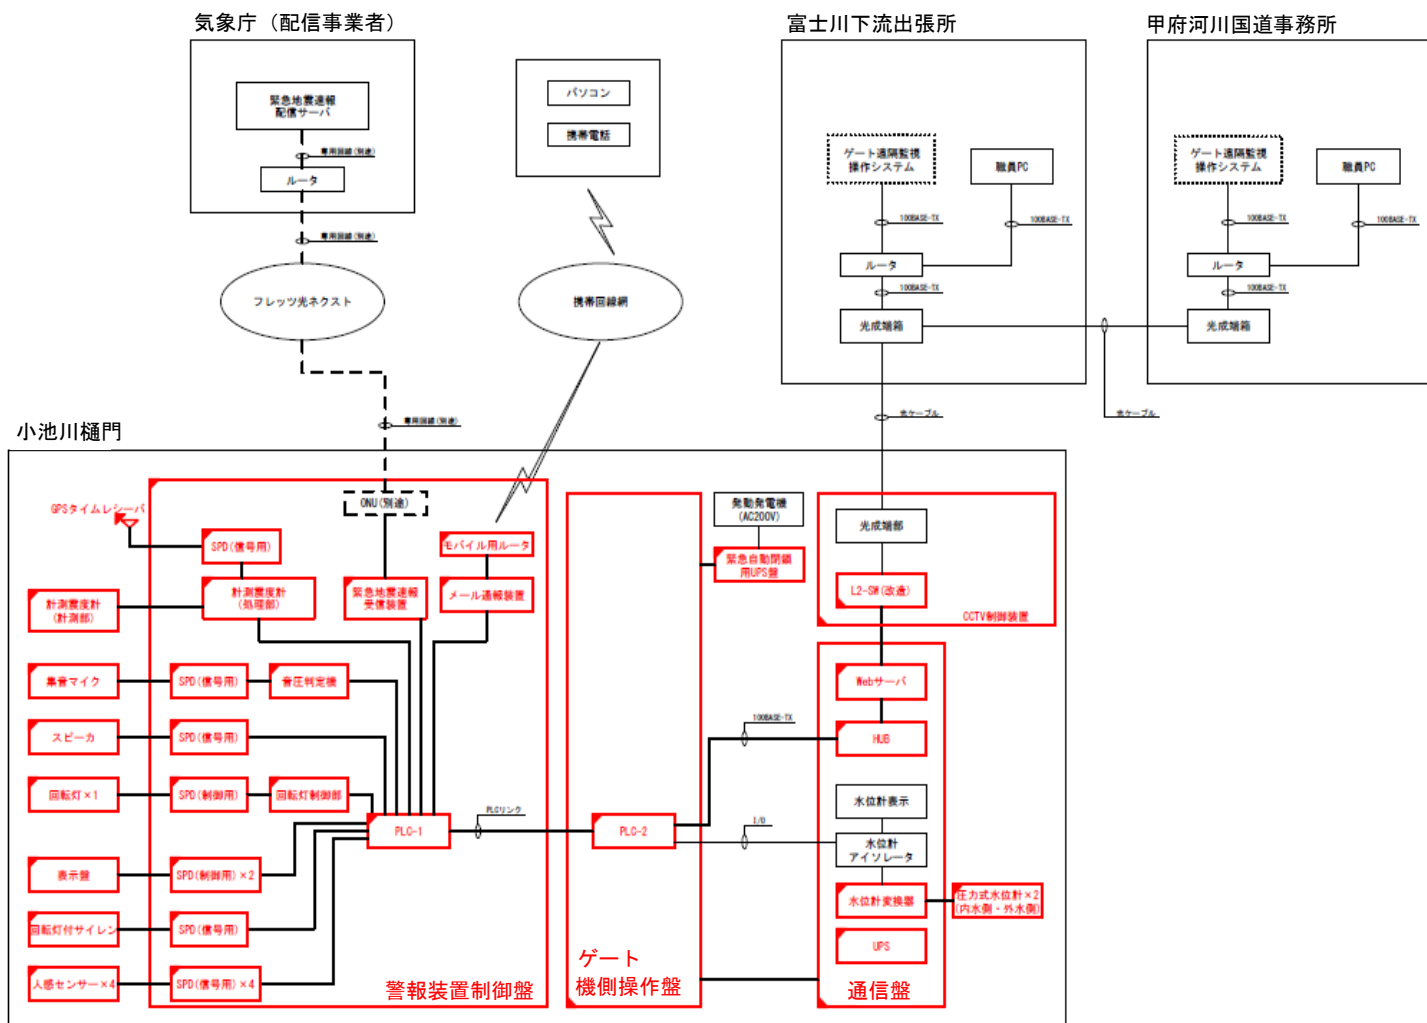 気象庁（配信事業者）
富士川下流出張所
甲府河川国道事務所
緊急地震速報
配信サーバ
専用回線(別途)
ルータ
専用回線(別途)
フレッツ光ネクスト
専用回線(別途)
パソコン
携帯電話
携帯回線網
ゲート遠隔監視
操作システム
職員PC
100BASE-TX
100BASE-TX
ルータ
100BASE-TX
光成端箱
光ケーブル
ゲート遠隔監視
操作システム
職員PC
100BASE-TX
100BASE-TX
ルータ
100BASE-TX
光成端箱
光ケーブル
小池川樋門
GPSタイムレシーバ
SPD(信号用)
計測震度計
(計測部)
計測震度計
(処理部)
ONU(別途)
緊急地震速報
受信装置
モバイル用ルータ
メール通報装置
集音マイク
SPD(信号用)
音圧判定機
スピーカ
SPD(信号用)
回転灯×1
SPD(制御用)
回転灯制御部
PLC-1
PLCリンク
表示盤
SPD(制御用)×2
回転灯付サイレン
SPD(信号用)
人感センサー×4
SPD(信号用)×4
警報装置制御盤
PLC-2
ゲート
機側操作盤
発動発電機
(AC200V)
緊急自動閉鎖
用UPS盤
光成端部
L2-SW(改造)
CCTV制御装置
Webサーバ
100BASE-TX
HUB
水位計表示
I/O
水位計
アイソレータ
水位計変換器
圧力式水位計×2
(内水側・外水側)
UPS
通信盤